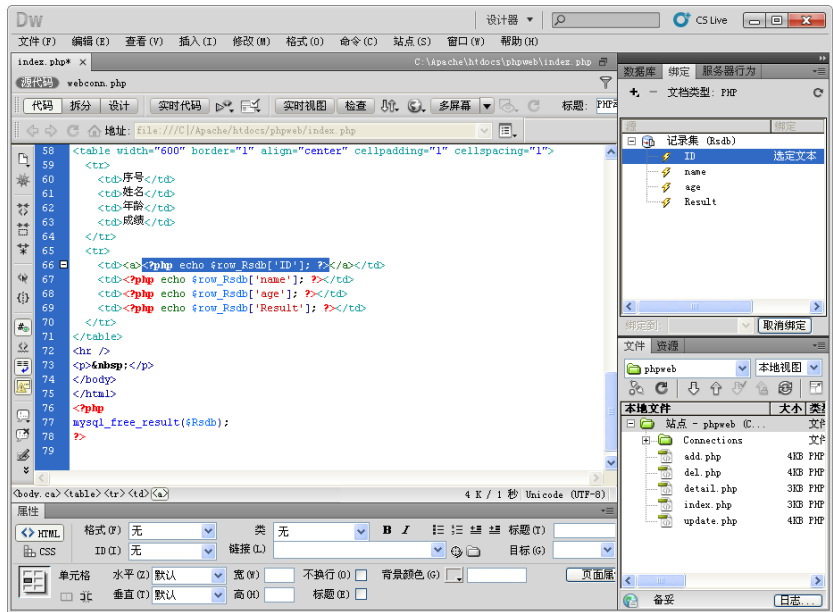 Dw 设计器 CS Live
文件(F) 编辑(E) 查看(V) 插入(I) 修改(M) 格式(O) 命令(C) 站点(S) 窗口(W) 帮助(H)
index.php* × C:\Apache\htdocs\phpweb\index.php
源代码 webconn.php
代码 拆分 设计 实时代码 实时视图 检查 多屏幕 标题:
地址: file:///C|/Apache/htdocs/phpweb/index.php
58 <table width="600" border="1" align="center" cellpadding="1" cellspacing="1">
59 <tr>
60 <td>序号</td>
61 <td>姓名</td>
62 <td>年龄</td>
63 <td>成绩</td>
64 </tr>
65 <tr>
66 <td><a><?php echo $row_Rsdb['ID']; ?></a></td>
67 <td><?php echo $row_Rsdb['name']; ?></td>
68 <td><?php echo $row_Rsdb['age']; ?></td>
69 <td><?php echo $row_Rsdb['Result']; ?></td>
70 </tr>
71 </table>
72 <hr />
73 <p>&nbsp;</p>
74 </body>
75 </html>
76 <?php
77 mysql_free_result($Rsdb);
78 ?>
79
<body.ca><table><tr><td><a> 4 K / 1 秒 Unicode (UTF-8)
属性
<> HTML 格式(F) 无 类 无 B I 标题(T)
CSS ID(I) 无 链接(L) 目标(G)
单元格 水平(Z) 默认 宽(W) 不换行(O) 背景颜色(G) 页面属
垂直(T) 默认 高(H) 标题(E)
数据库 绑定 服务器行为
文档类型: PHP
源 绑定
记录集 (Rsdb)
ID 选定文本
name
age
Result
绑定到: 取消绑定
文件 资源
phpweb 本地视图
本地文件 大小 类型
站点 - phpweb (C... 文件
Connections 文件
add.php 4KB PHP
del.php 4KB PHP
detail.php 3KB PHP
index.php 3KB PHP
update.php 4KB PHP
备妥 日志...